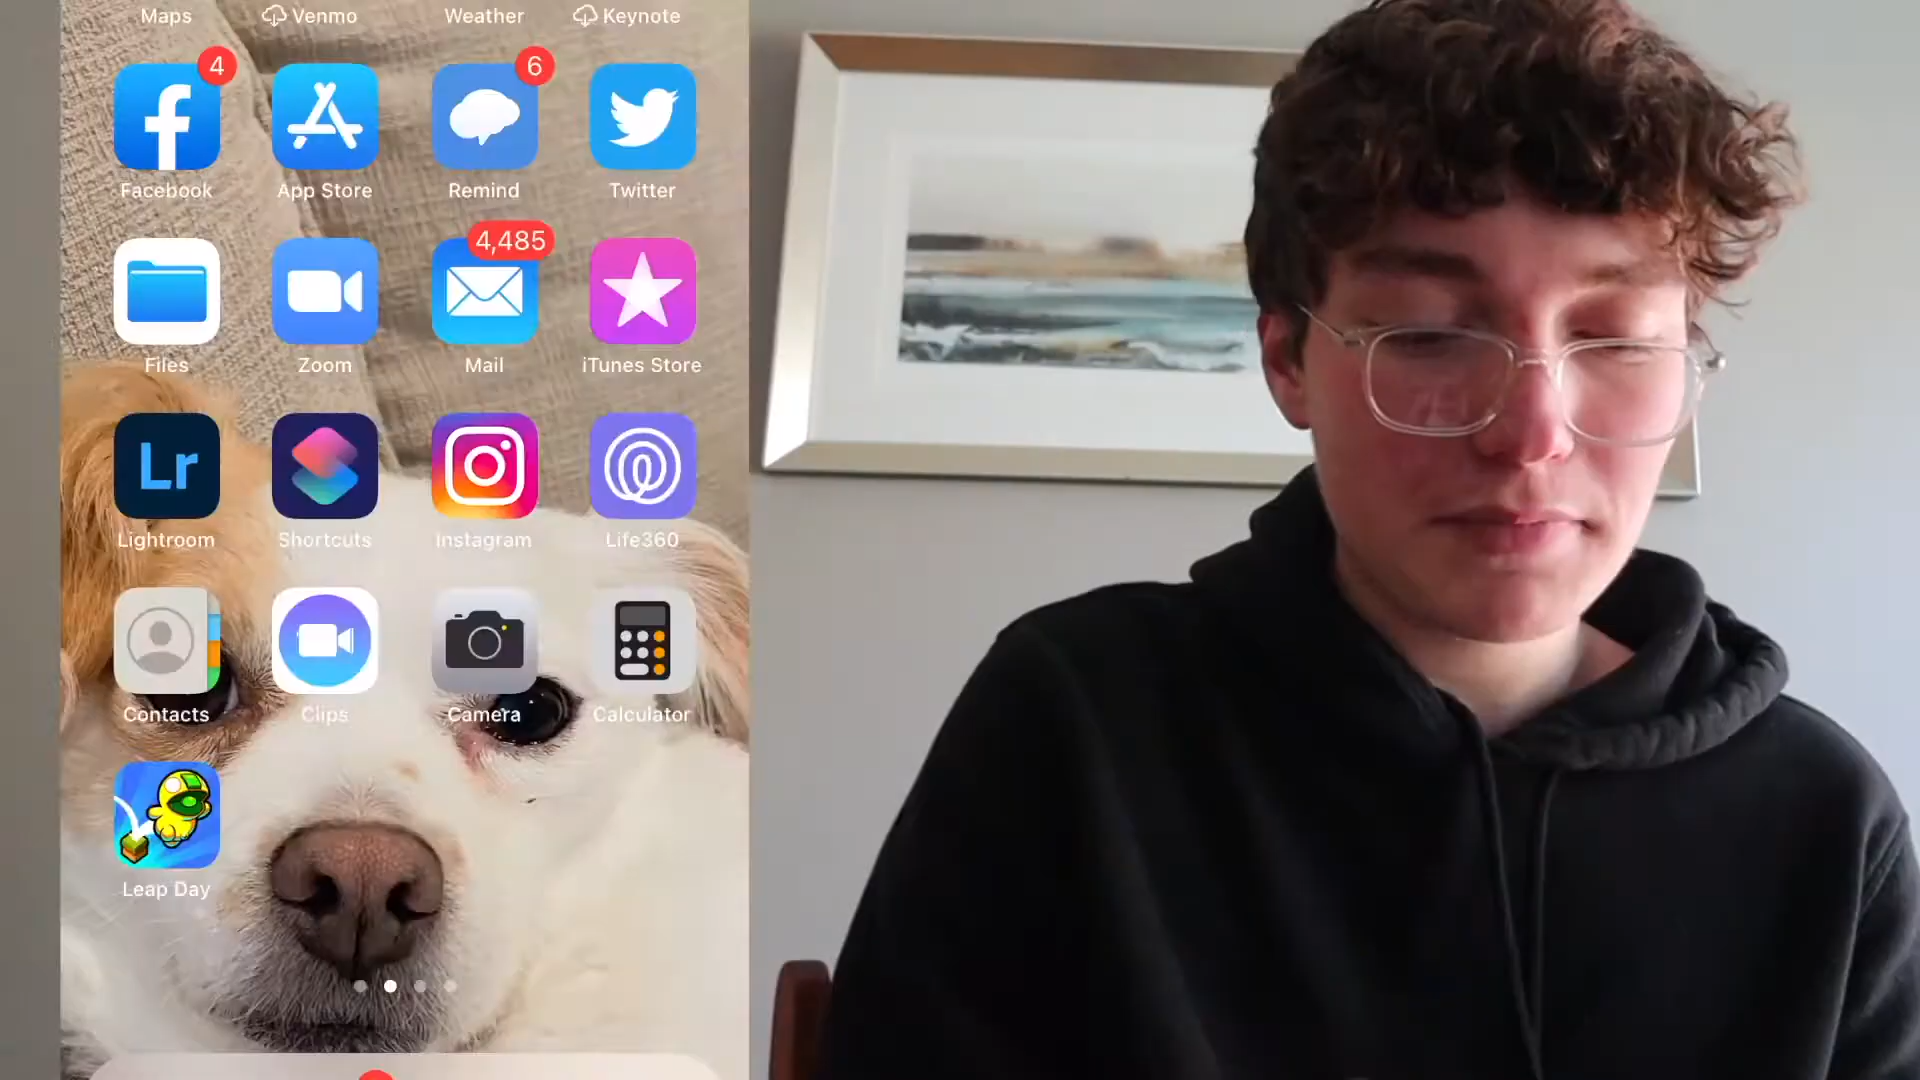 Maps Venmo Weather Keynote
4 6
Facebook App Store Remind Twitter
4,485
Files Zoom Mail iTunes Store
Lr
Lightroom Shortcuts Instagram Life360
Contacts Clips Camera Calculator
Leap Day